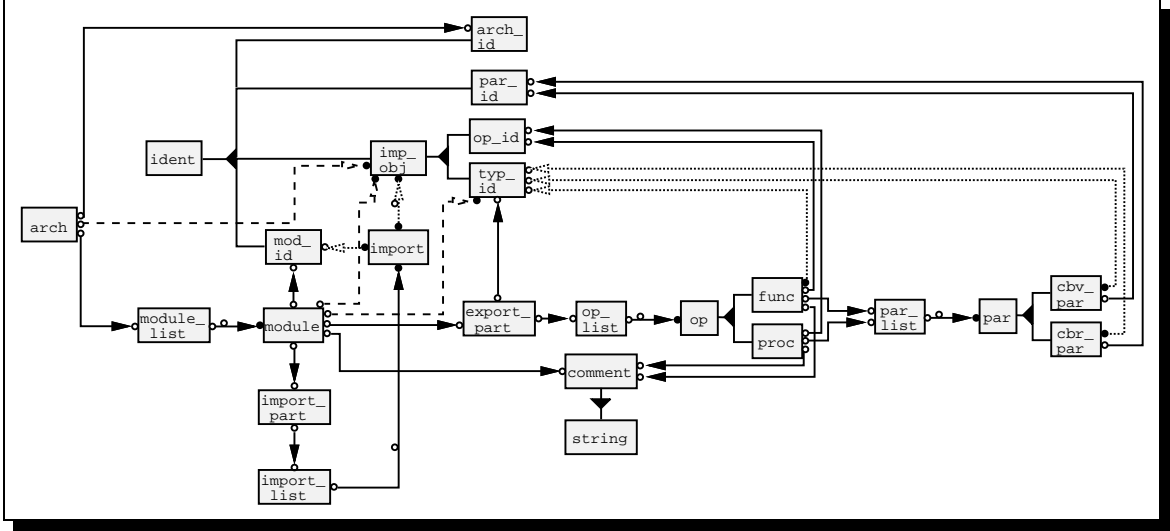 arch_
id
par_
id
op_id
ident
imp_
obj
typ_
id
arch
mod_
id
import
module_
list
module
export_
part
op_
list
op
func
proc
par_
list
par
cbv_
par
cbr_
par
comment
import_
part
string
import_
list